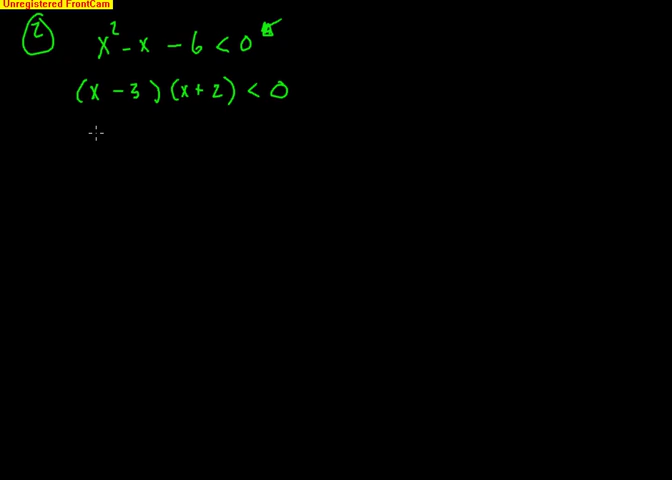 Unregistered FrontCam
② x² - x - 6 < 0
(x - 3)(x + 2) < 0